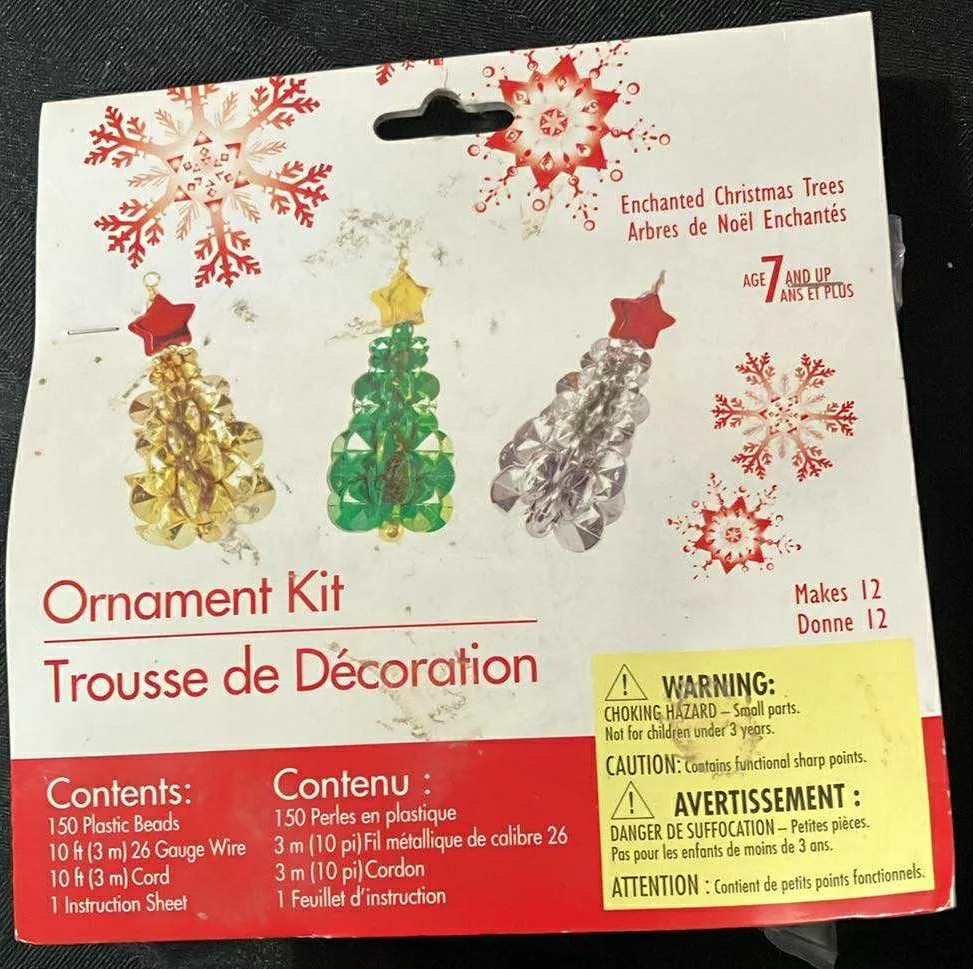 Enchanted Christmas Trees
Arbres de Noël Enchantés
AGE 7 AND UP
ANS ET PLUS
Ornament Kit
Trousse de Décoration
Makes 12
Donne 12
Contents:
150 Plastic Beads
10 ft (3 m) 26 Gauge Wire
10 ft (3 m) Cord
1 Instruction Sheet
Contenu :
150 Perles en plastique
3 m (10 pi) Fil métallique de calibre 26
3 m (10 pi) Cordon
1 Feuillet d'instruction
WARNING:
CHOKING HAZARD – Small parts.
Not for children under 3 years.
CAUTION: Contains functional sharp points.
AVERTISSEMENT :
DANGER DE SUFFOCATION – Petites pièces.
Pas pour les enfants de moins de 3 ans.
ATTENTION : Contient de petits points fonctionnels.